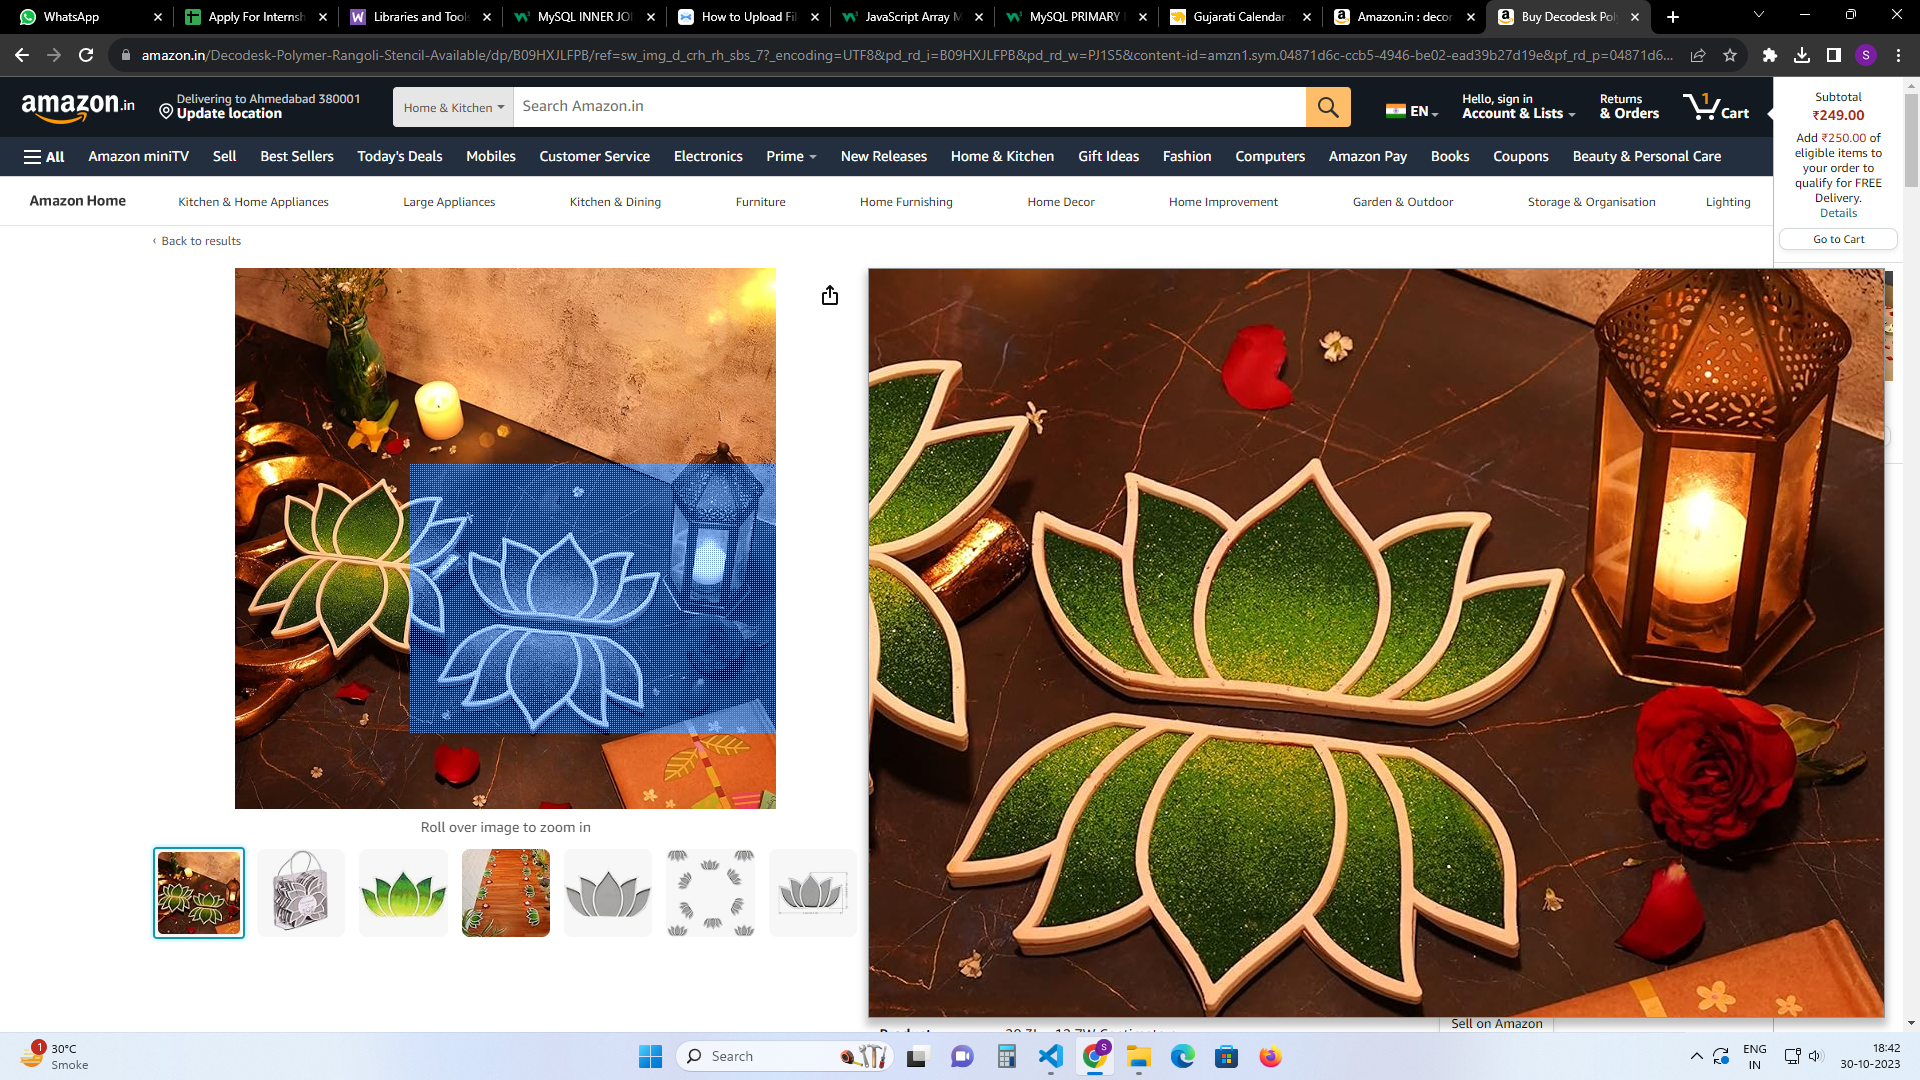 WhatsApp
Apply For Internsh
Libraries and Tools
MySQL INNER JOI
How to Upload Fil
JavaScript Array M
MySQL PRIMARY
Gujarati Calendar
Amazon.in : decor
Buy Decodesk Pol
amazon.in/Decodesk-Polymer-Rangoli-Stencil-Available/dp/B09HXJLFPB/ref=sw_img_d_crh_rh_sbs_7?_encoding=UTF8&pd_rd_i=B09HXJLFPB&pd_rd_w=PJ1S5&content-id=amzn1.sym.04871d6c-ccb5-4946-be02-ead39b27d19e&pf_rd_p=04871d6...
S
amazon.in
Delivering to Ahmedabad 380001
Update location
Home & Kitchen
Search Amazon.in
EN
Hello, sign in
Account & Lists
Returns
& Orders
1
Cart
All
Amazon miniTV
Sell
Best Sellers
Today's Deals
Mobiles
Customer Service
Electronics
Prime
New Releases
Home & Kitchen
Gift Ideas
Fashion
Computers
Amazon Pay
Books
Coupons
Beauty & Personal Care
Subtotal
₹249.00
Add ₹250.00 of
eligible items to
your order to
qualify for FREE
Delivery.
Details
Go to Cart
Amazon Home
Kitchen & Home Appliances
Large Appliances
Kitchen & Dining
Furniture
Home Furnishing
Home Decor
Home Improvement
Garden & Outdoor
Storage & Organisation
Lighting
‹ Back to results
Roll over image to zoom in
Sell on Amazon
1
30°C
Smoke
Search
S
ENG
IN
18:42
30-10-2023